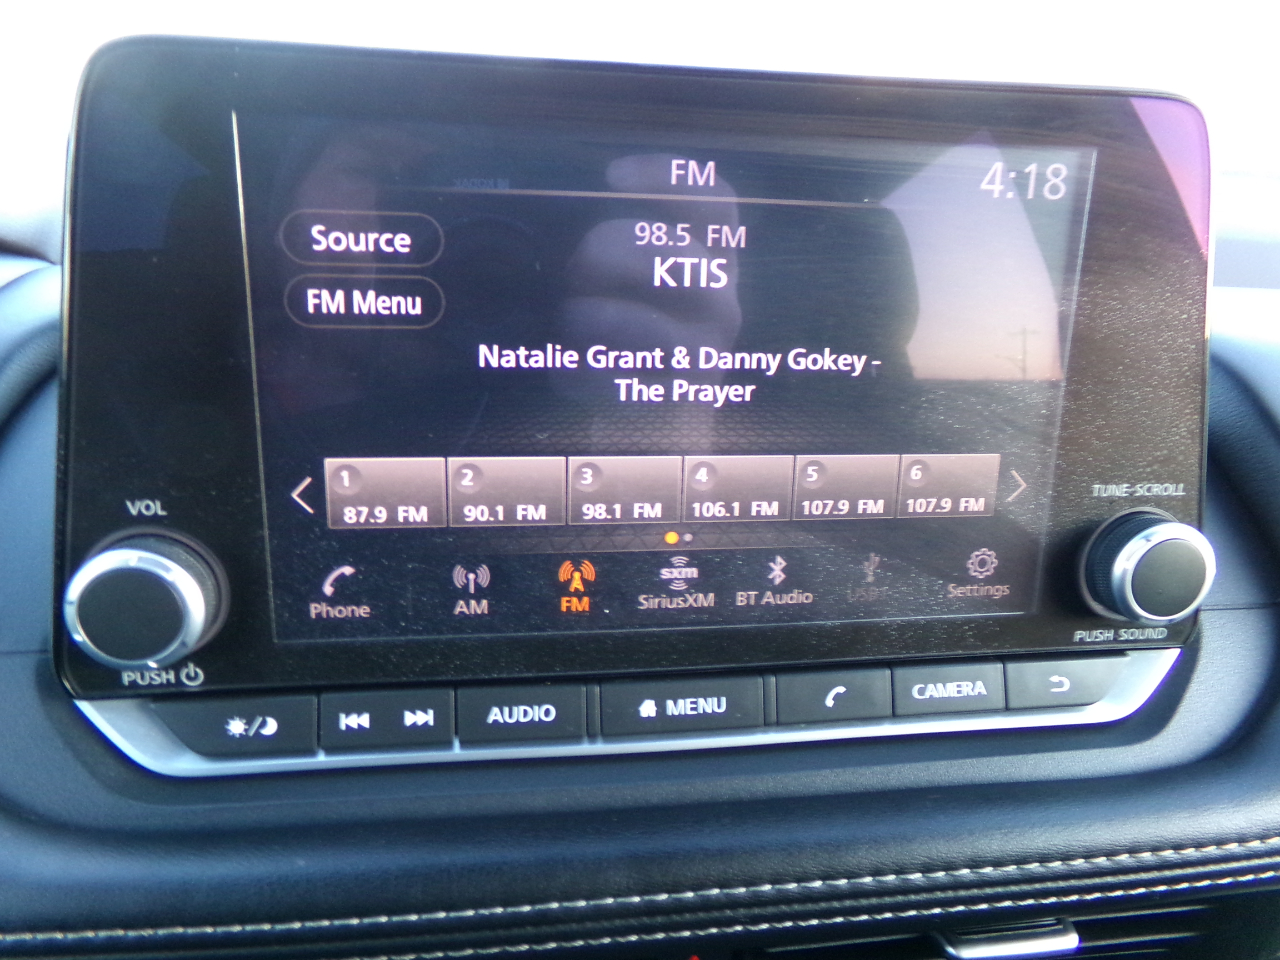 FM
4:18
Source
98.5 FM
KTIS
FM Menu
Natalie Grant & Danny Gokey -
The Prayer
1
87.9 FM
2
90.1 FM
3
98.1 FM
4
106.1 FM
5
107.9 FM
6
107.9 FM
VOL
TUNE·SCROLL
Phone
AM
FM
sxm
SiriusXM
BT Audio
Settings
PUSH
PUSH SOUND
AUDIO
MENU
CAMERA